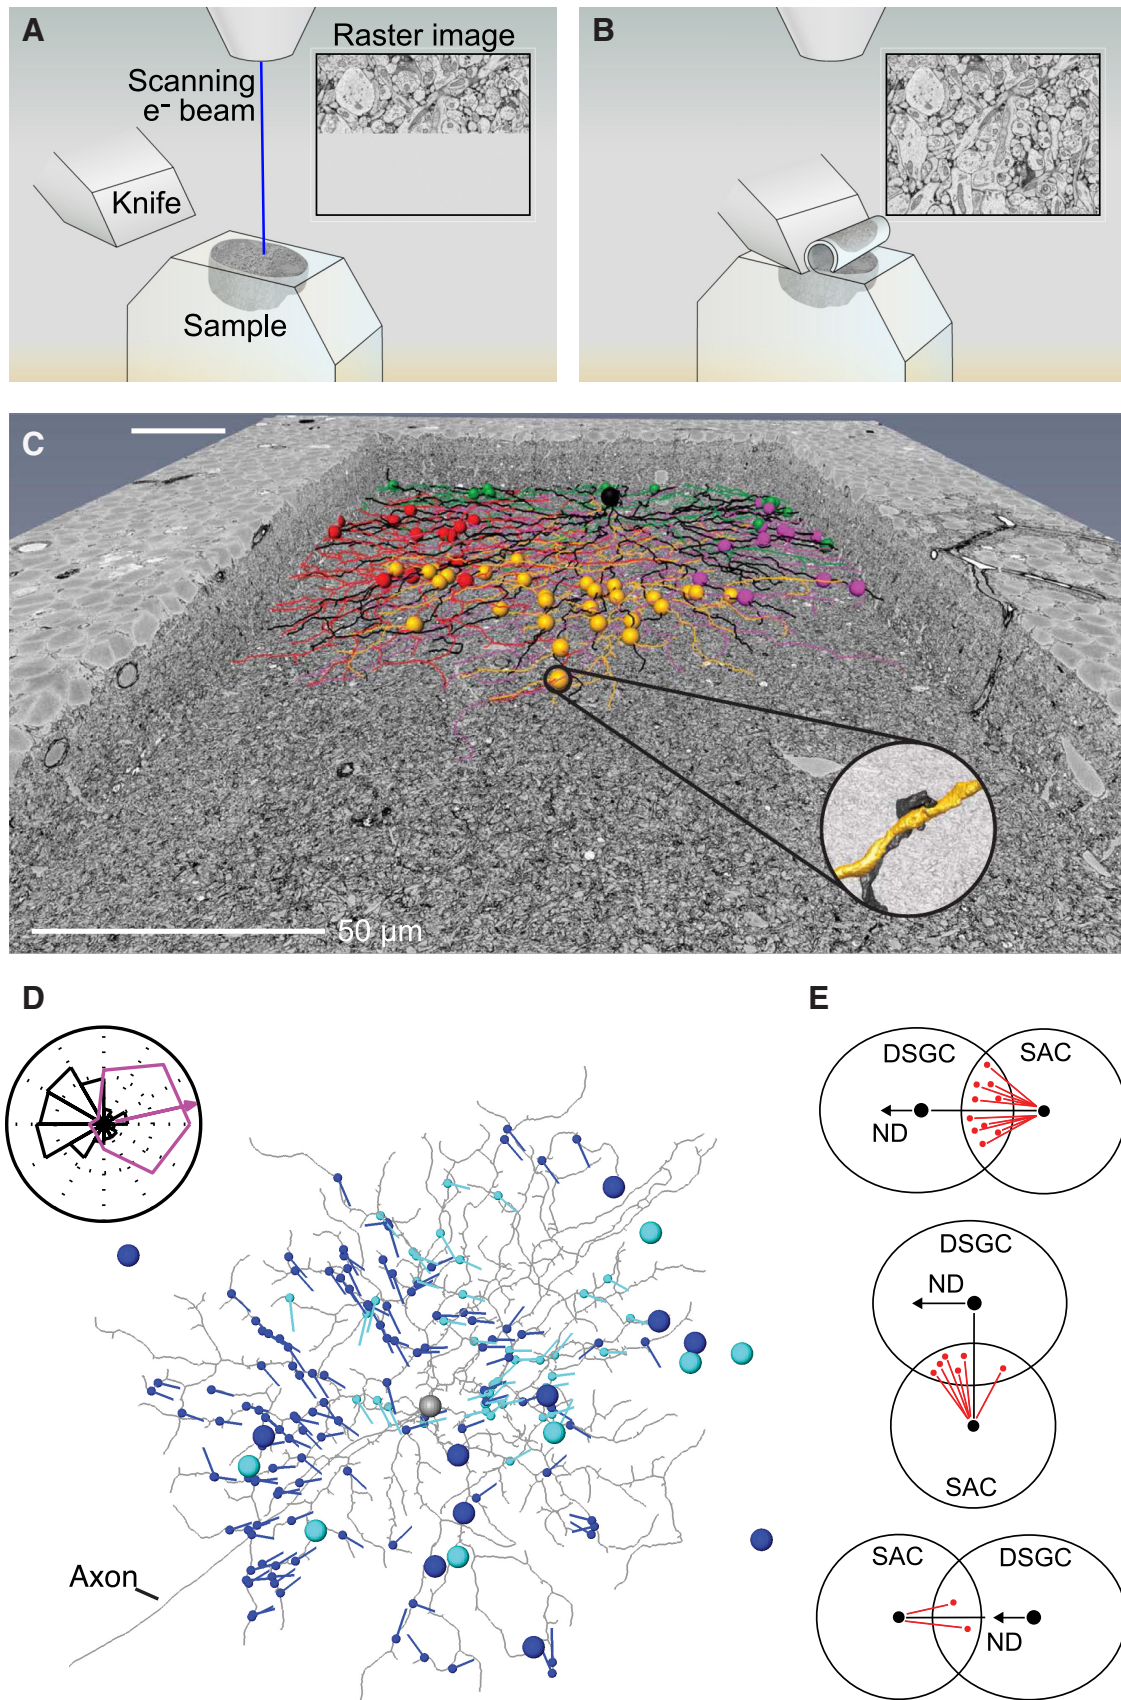 A
Raster image
Scanning
e⁻ beam
Knife
Sample
B
C
50 µm
D
Axon
E
DSGC
SAC
ND
DSGC
ND
SAC
SAC
DSGC
ND